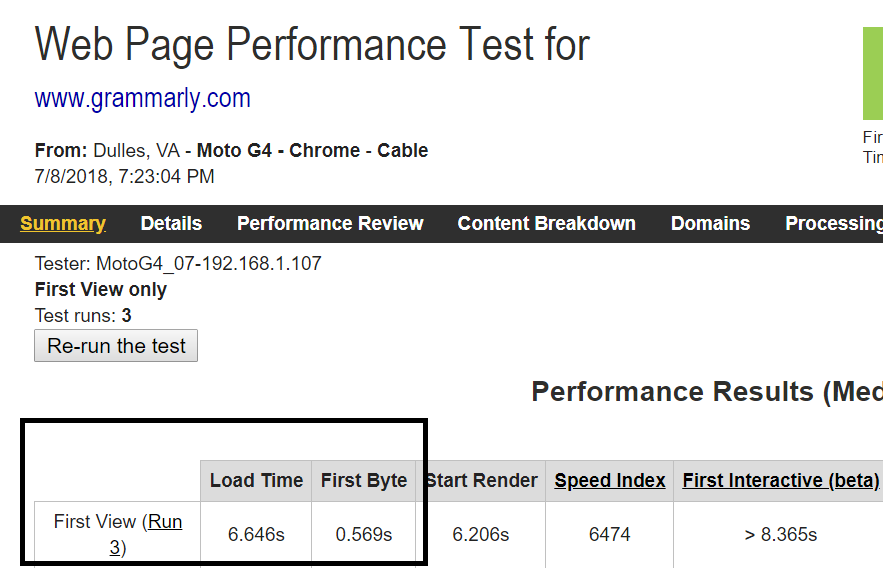 Web Page Performance Test for
www.grammarly.com
From: Dulles, VA - Moto G4 - Chrome - Cable
7/8/2018, 7:23:04 PM
Summary Details Performance Review Content Breakdown Domains Processing
Tester: MotoG4_07-192.168.1.107
First View only
Test runs: 3
Re-run the test
Performance Results (Med
Load Time First Byte Start Render Speed Index First Interactive (beta)
First View (Run 6.646s 0.569s 6.206s 6474 > 8.365s
3)